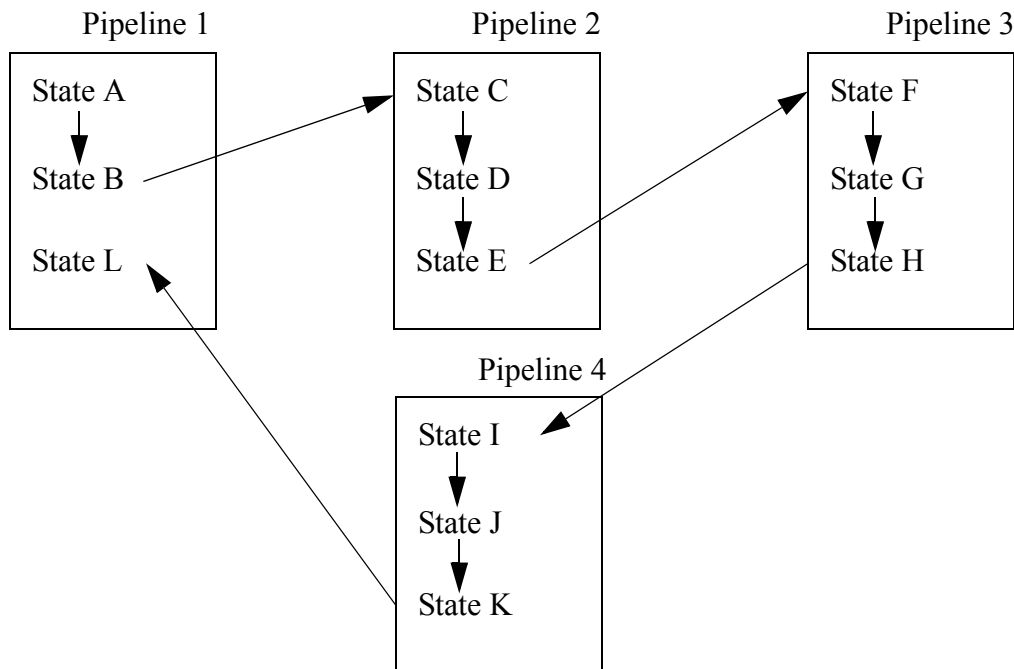 Pipeline 1
State A
State B
State L
Pipeline 2
State C
State D
State E
Pipeline 3
State F
State G
State H
Pipeline 4
State I
State J
State K